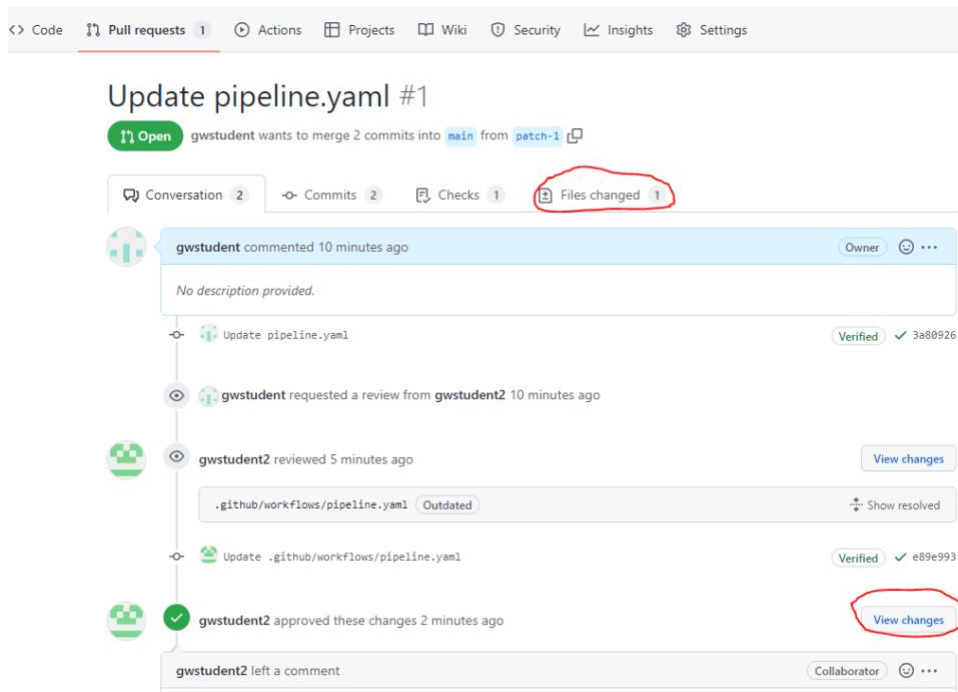 <> Code Pull requests 1 Actions Projects Wiki Security Insights Settings
Update pipeline.yaml #1
Open gwstudent wants to merge 2 commits into main from patch-1
Conversation 2 Commits 2 Checks 1 Files changed 1
gwstudent commented 10 minutes ago Owner ...
No description provided.
Update pipeline.yaml Verified 3a80926
gwstudent requested a review from gwstudent2 10 minutes ago
gwstudent2 reviewed 5 minutes ago View changes
.github/workflows/pipeline.yaml Outdated Show resolved
Update .github/workflows/pipeline.yaml Verified e89e993
gwstudent2 approved these changes 2 minutes ago View changes
gwstudent2 left a comment Collaborator ...